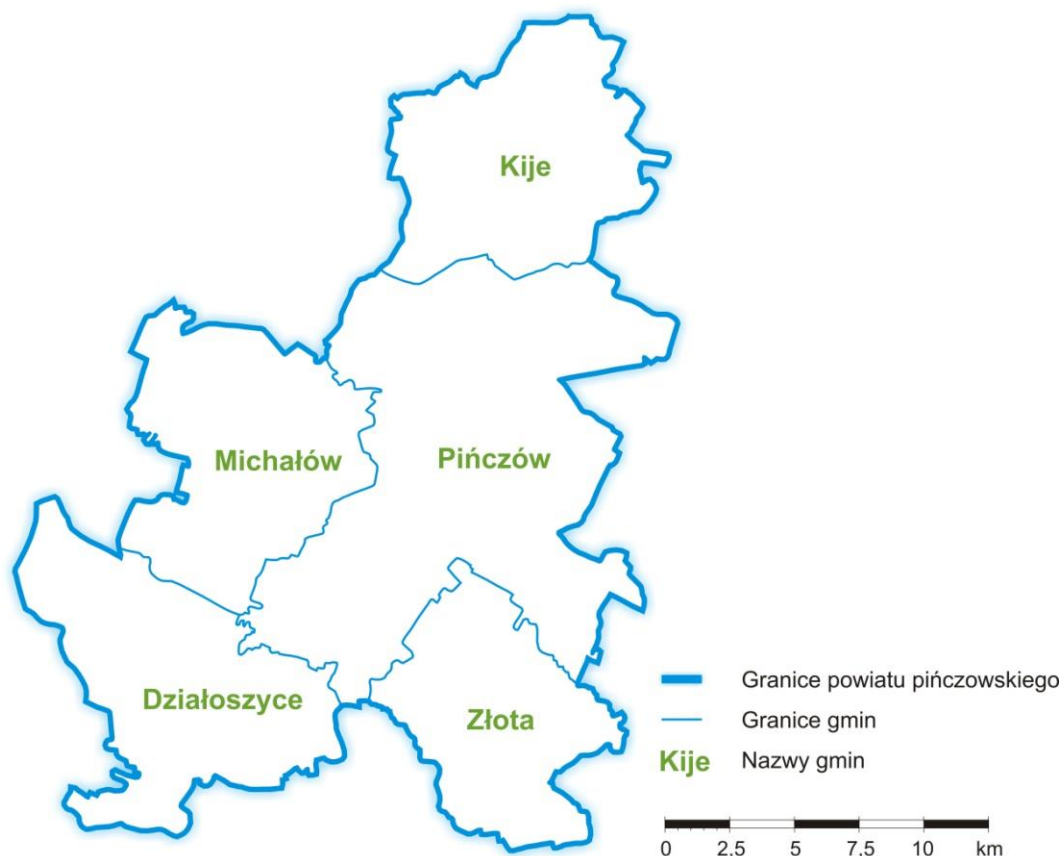 Kije
Michałów
Pińczów
Działoszyce
Złota
Granice powiatu pińczowskiego
Granice gmin
Kije Nazwy gmin
0 2.5 5 7,5 10 km